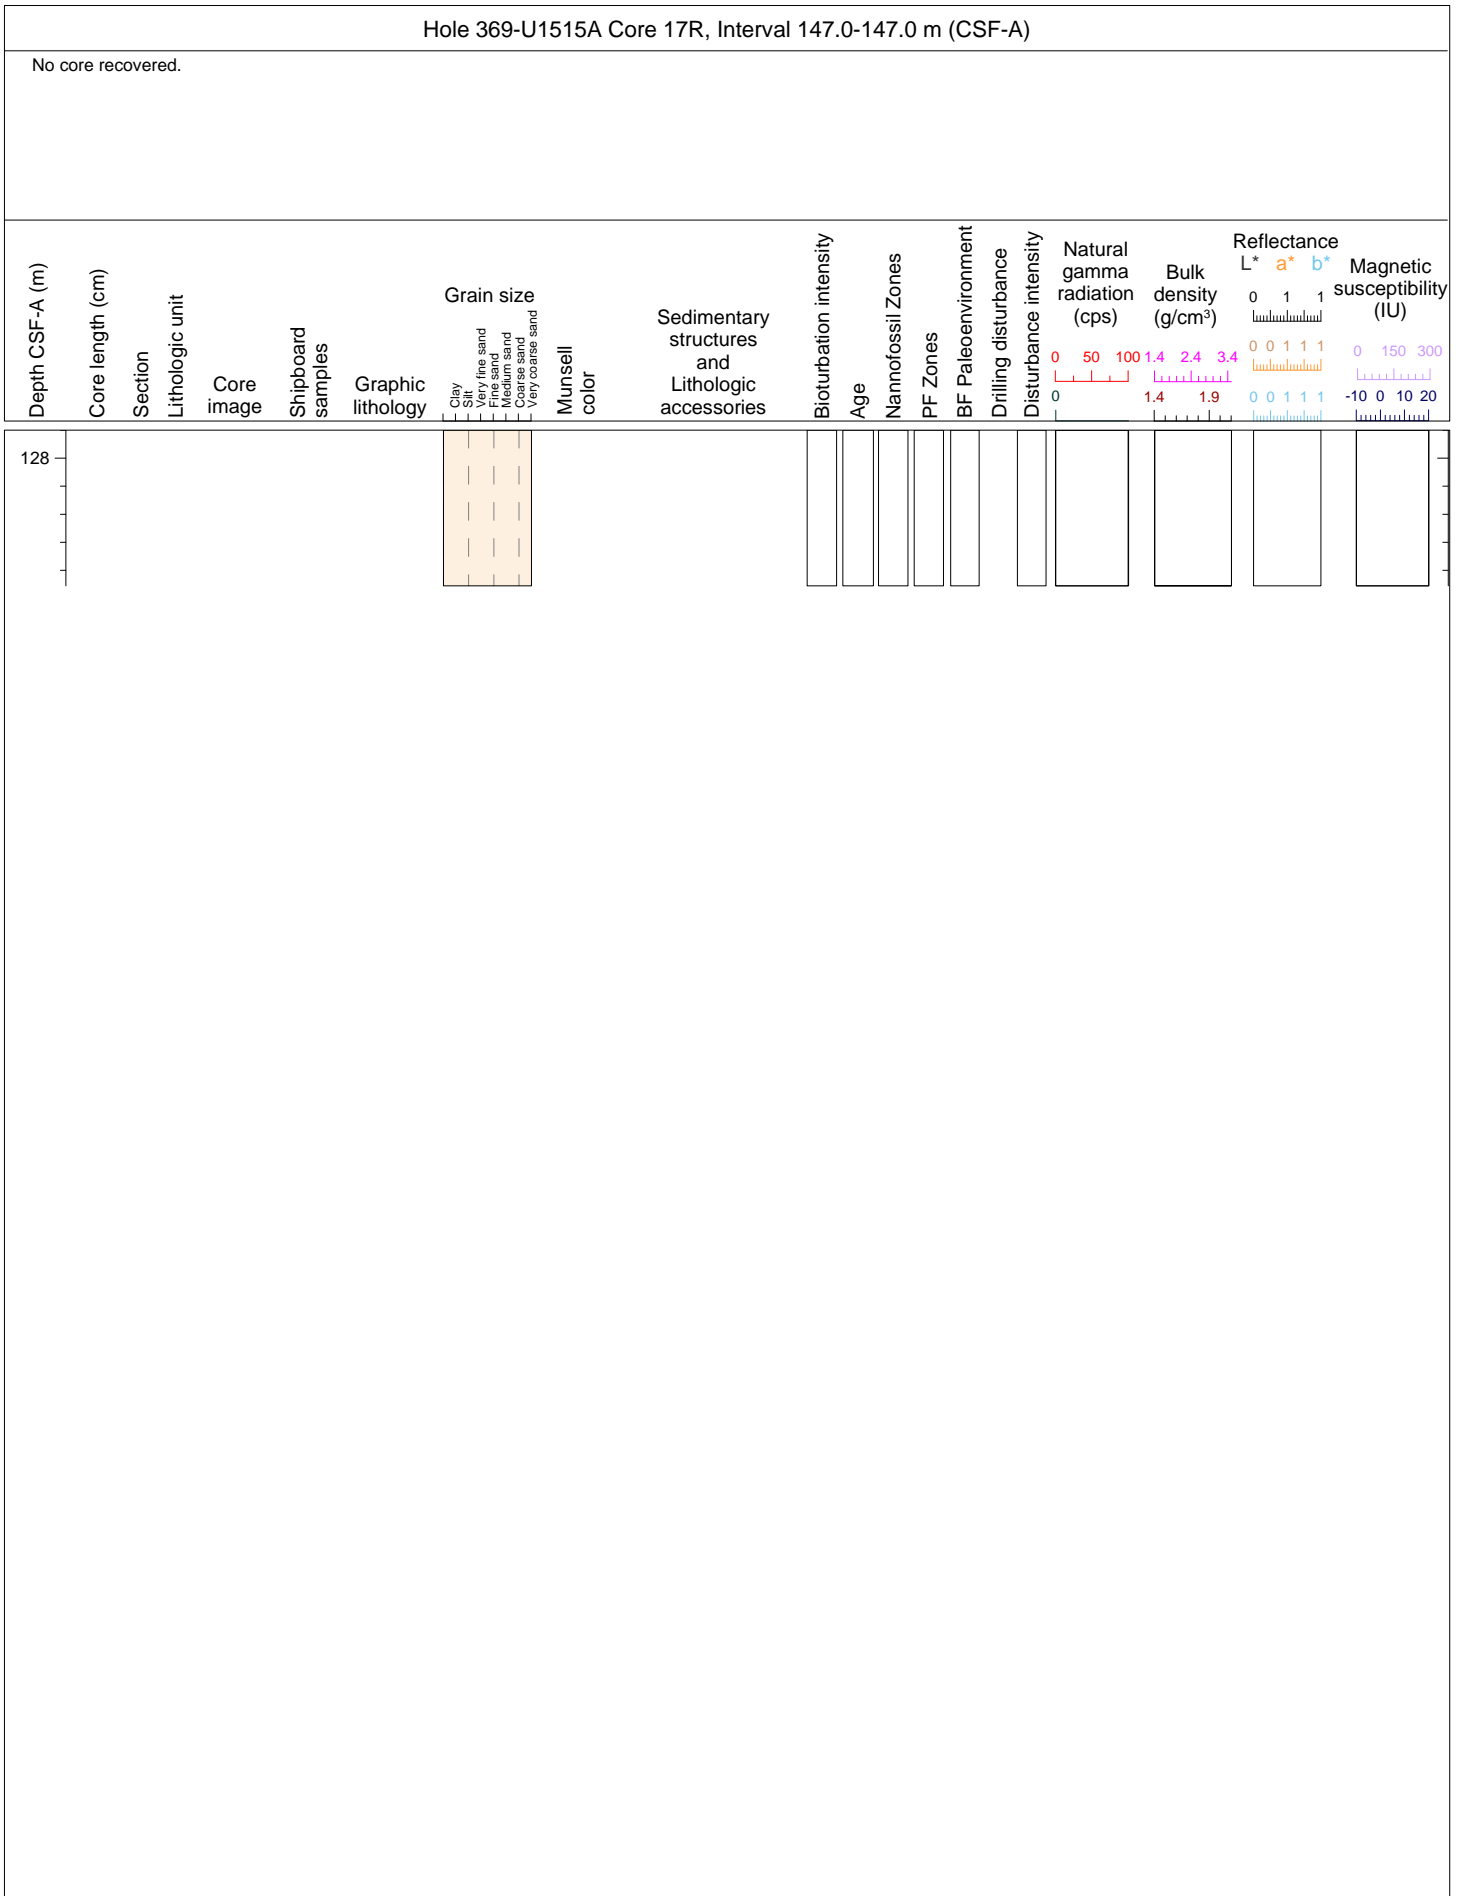 Hole 369-U1515A Core 17R, Interval 147.0-147.0 m (CSF-A)
No core recovered.
Depth CSF-A (m)
Core length (cm)
Section
Lithologic unit
Core
image
Shipboard
samples
Graphic
lithology
Grain size
Clay
Silt
Very fine sand
Fine sand
Medium sand
Coarse sand
Very coarse sand
Munsell
color
Sedimentary
structures
and
Lithologic
accessories
Bioturbation intensity
Age
Nannofossil Zones
PF Zones
BF Paleoenvironment
Drilling disturbance
Disturbance intensity
Natural
gamma
radiation
(cps)
0 50 100
0
Bulk
density
(g/cm³)
1.4 2.4 3.4
1.4 1.9
Reflectance
L* a* b*
0 1 1
0 0 1 1 1
0 0 1 1 1
Magnetic
susceptibility
(IU)
0 150 300
-10 0 10 20
128